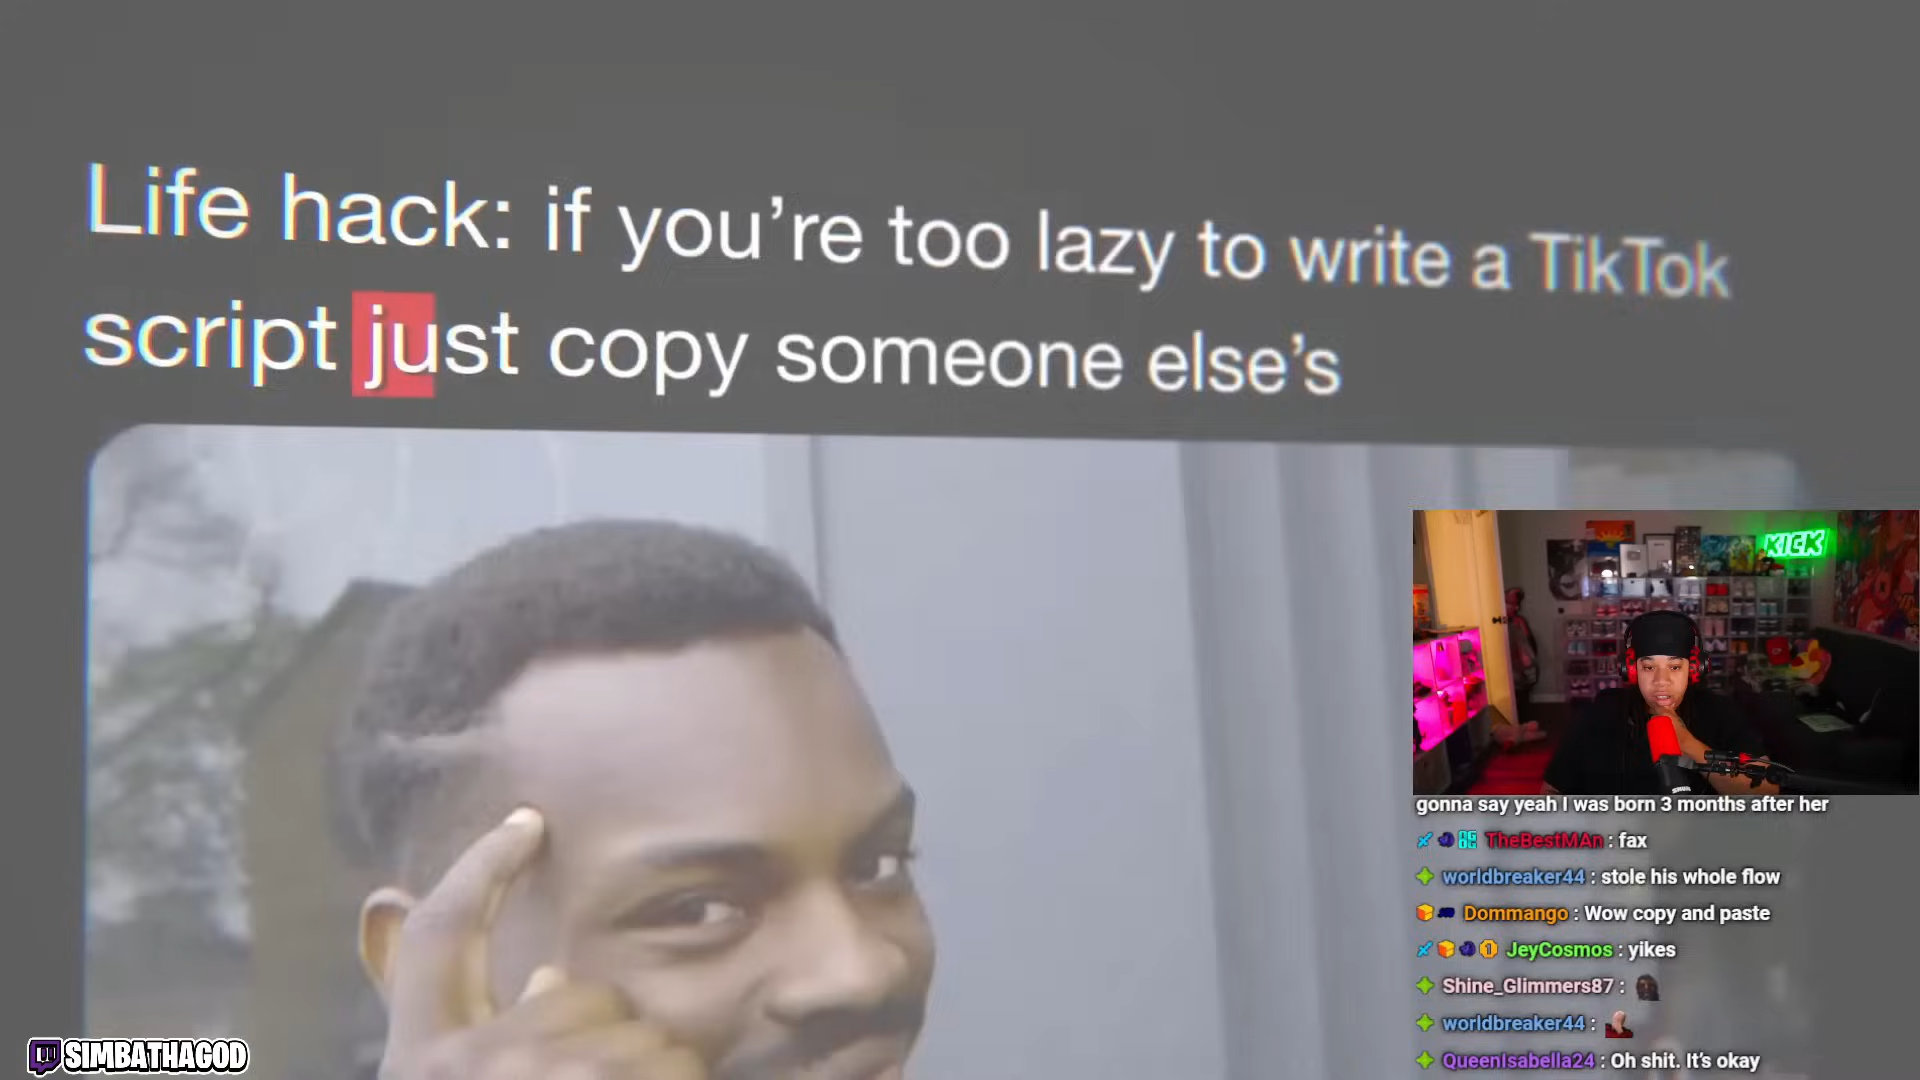 Life hack: if you’re too lazy to write a TikTok
script just copy someone else’s
KICK
SHURE
gonna say yeah I was born 3 months after her
TheBestMAn : fax
worldbreaker44 : stole his whole flow
Dommango : Wow copy and paste
1 JeyCosmos : yikes
Shine_Glimmers87 :
worldbreaker44 :
QueenIsabella24 : Oh shit. It’s okay
SIMBATHAGOD